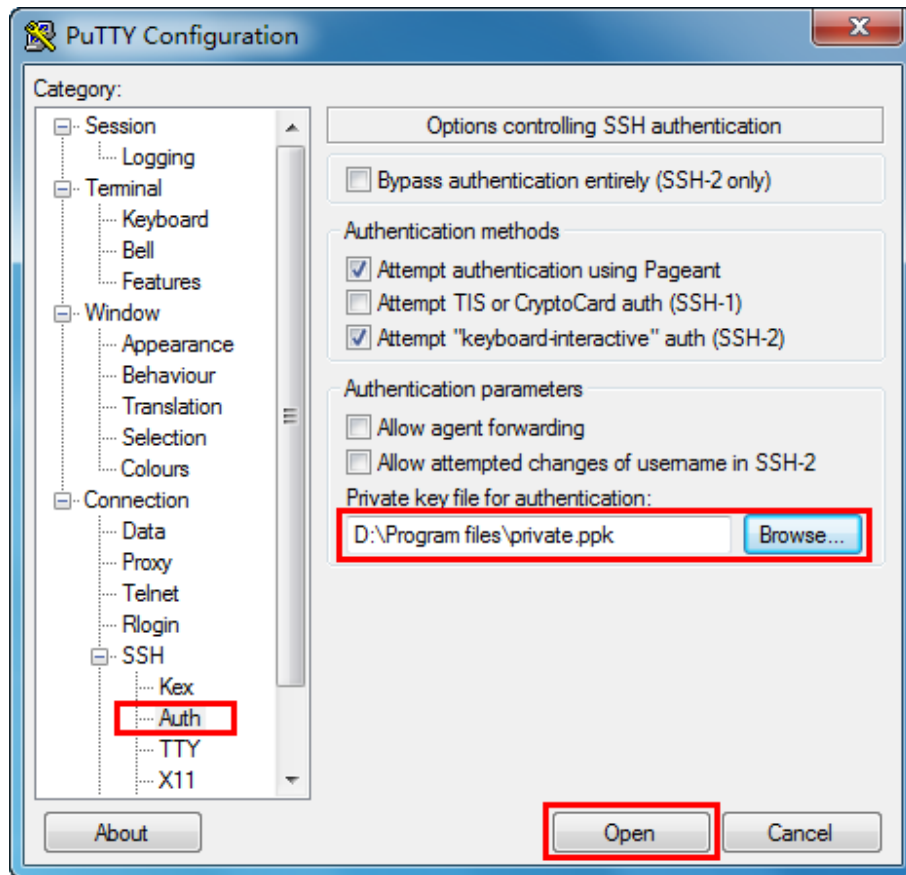 PuTTY Configuration
Category:
Session
Logging
Terminal
Keyboard
Bell
Features
Window
Appearance
Behaviour
Translation
Selection
Colours
Connection
Data
Proxy
Telnet
Rlogin
SSH
Kex
Auth
TTY
X11
Options controlling SSH authentication
Bypass authentication entirely (SSH-2 only)
Authentication methods
Attempt authentication using Pageant
Attempt TIS or CryptoCard auth (SSH-1)
Attempt "keyboard-interactive" auth (SSH-2)
Authentication parameters
Allow agent forwarding
Allow attempted changes of username in SSH-2
Private key file for authentication:
D:\Program files\private.ppk Browse...
About Open Cancel